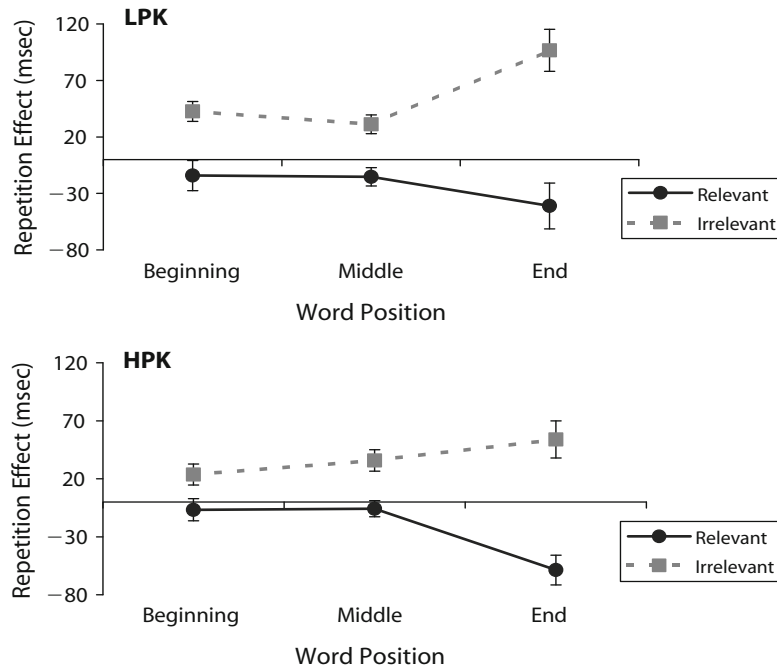 LPK
Repetition Effect (msec)
120
70
20
−30
−80
Beginning Middle End
Word Position
Relevant
Irrelevant
HPK
Repetition Effect (msec)
120
70
20
−30
−80
Beginning Middle End
Word Position
Relevant
Irrelevant